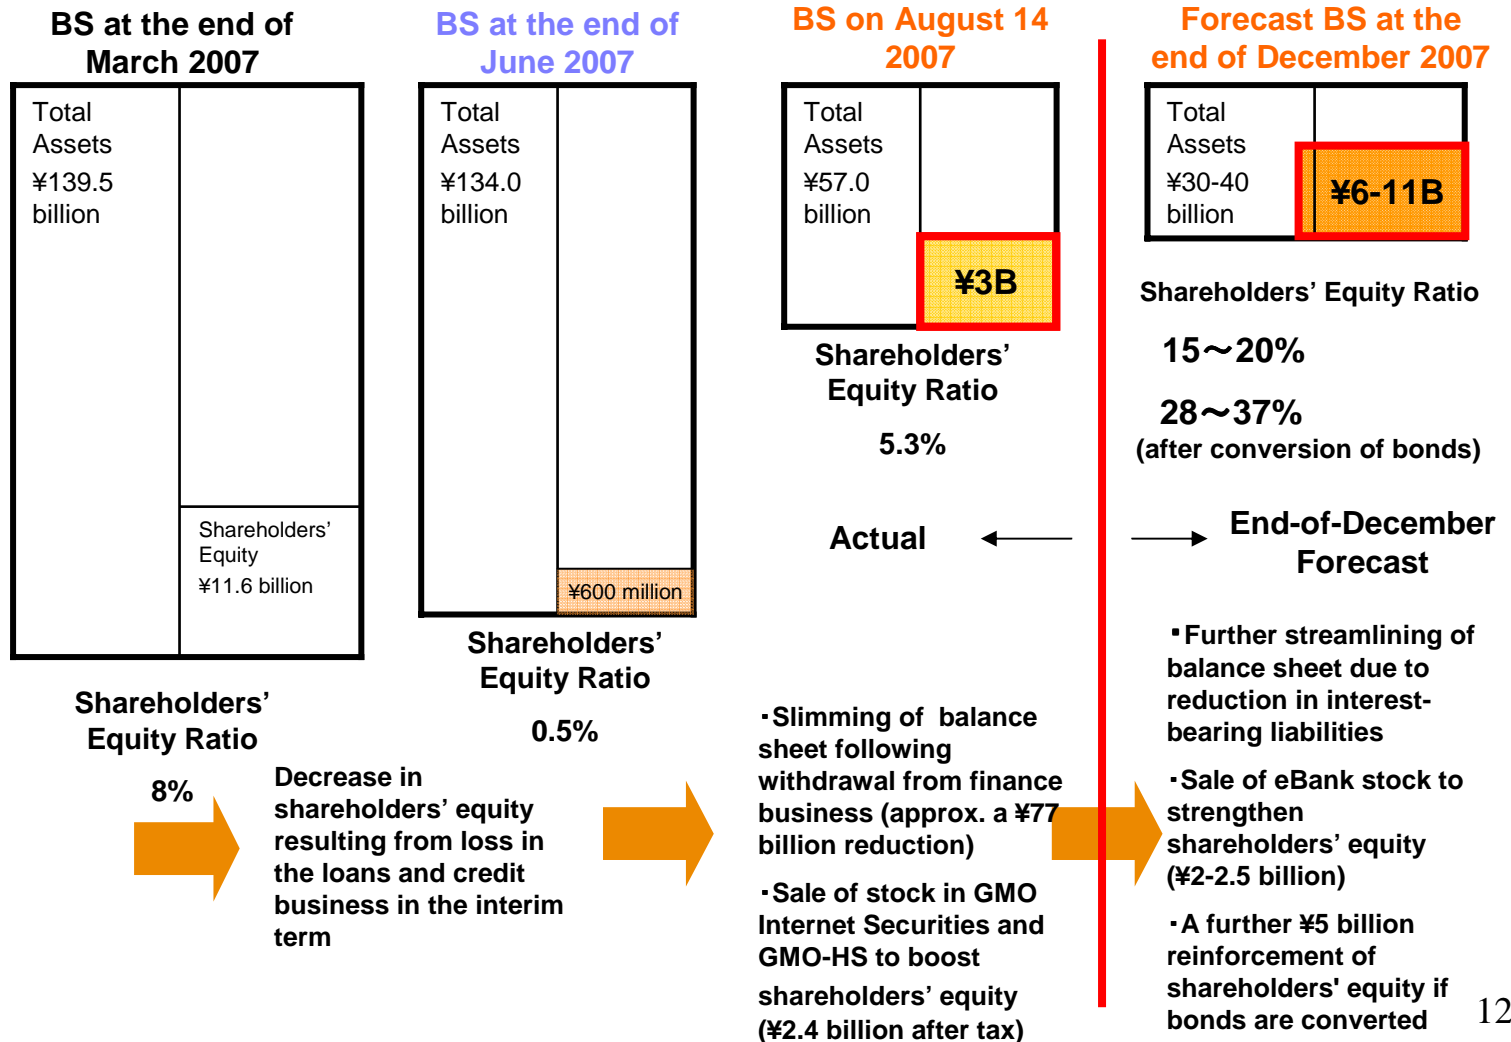 BS at the end of
March 2007
Total
Assets
¥139.5
billion
Shareholders’
Equity
¥11.6 billion
Shareholders’
Equity Ratio
8%
Decrease in
shareholders’ equity
resulting from loss in
the loans and credit
business in the interim
term
BS at the end of
June 2007
Total
Assets
¥134.0
billion
¥600 million
Shareholders’
Equity Ratio
0.5%
BS on August 14
2007
Total
Assets
¥57.0
billion
¥3B
Shareholders’
Equity Ratio
5.3%
Actual
・Slimming of balance
sheet following
withdrawal from finance
business (approx. a ¥77
billion reduction)
・Sale of stock in GMO
Internet Securities and
GMO-HS to boost
shareholders’ equity
(¥2.4 billion after tax)
Forecast BS at the
end of December 2007
Total
Assets
¥30-40
billion
¥6-11B
Shareholders’ Equity Ratio
15～20%
28～37%
(after conversion of bonds)
End-of-December
Forecast
・Further streamlining of
balance sheet due to
reduction in interest-
bearing liabilities
・Sale of eBank stock to
strengthen
shareholders’ equity
(¥2-2.5 billion)
・A further ¥5 billion
reinforcement of
shareholders' equity if
bonds are converted
12